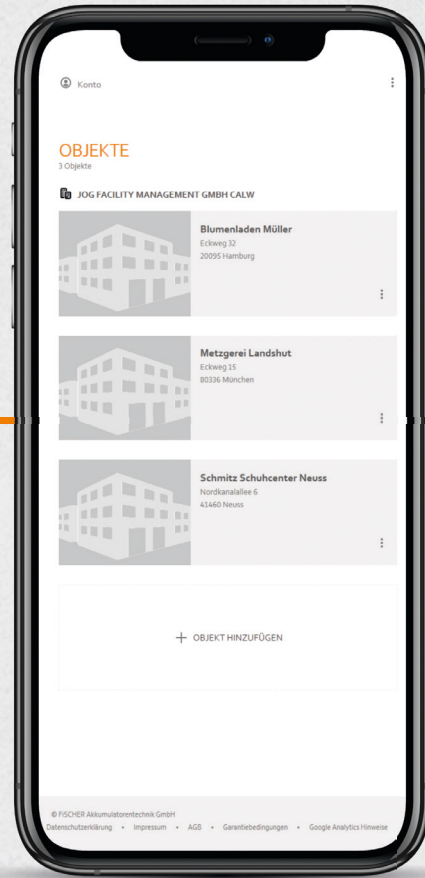 Konto
OBJEKTE
3 Objekte
JOG FACILITY MANAGEMENT GMBH CALW
Blumenladen Müller
Eckweg 32
20095 Hamburg
Metzgerei Landshut
Eckweg 15
80336 München
Schmitz Schuhcenter Neuss
Nordkanalallee 6
41460 Neuss
+ OBJEKT HINZUFÜGEN
© FiSCHER Akkumulatorentechnik GmbH
Datenschutzerklärung • Impressum • AGB • Garantiebedingungen • Google Analytics Hinweise